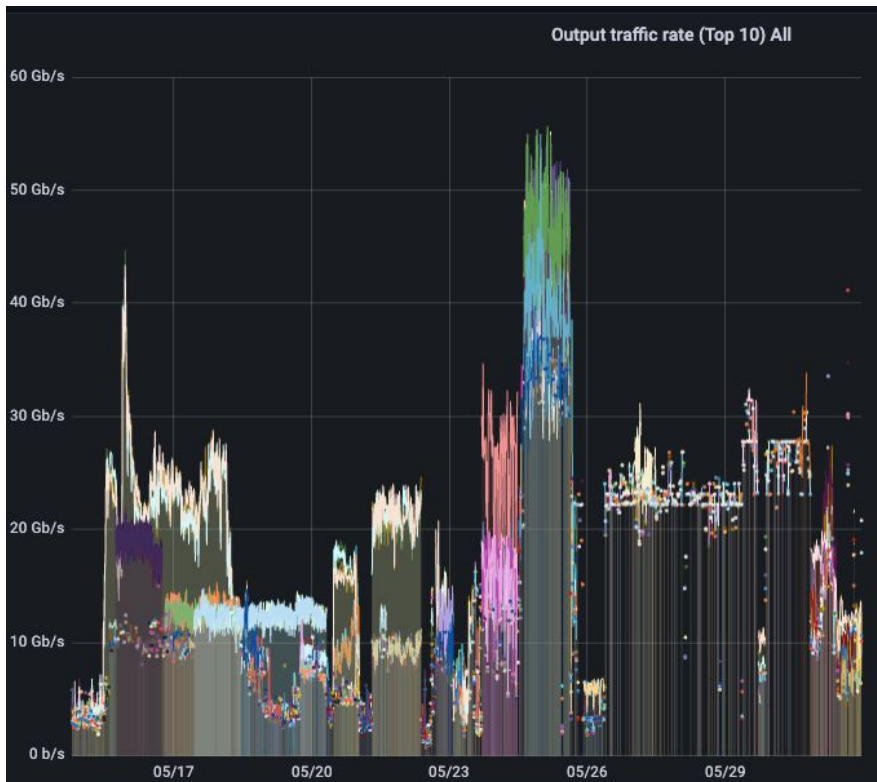 Output traffic rate (Top 10) All
60 Gb/s
50 Gb/s
40 Gb/s
30 Gb/s
20 Gb/s
10 Gb/s
0 b/s
05/17 05/20 05/23 05/26 05/29